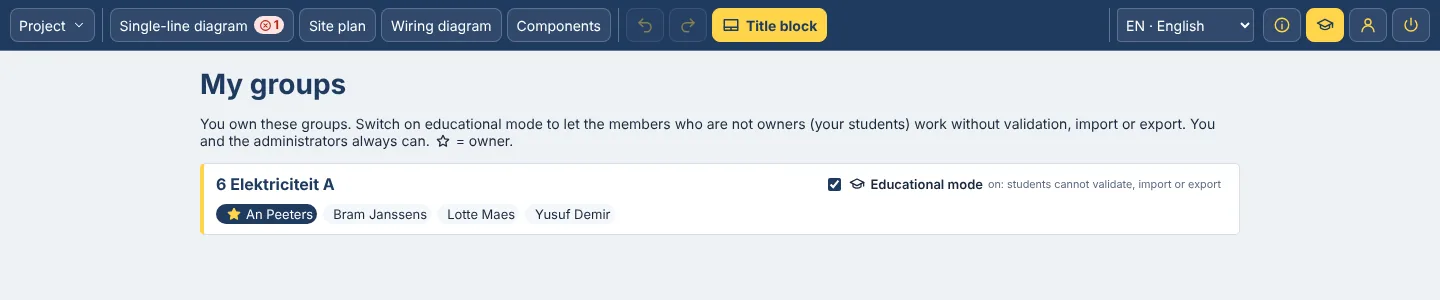 Project Single-line diagram 1 Site plan Wiring diagram Components Title block EN · English
My groups
You own these groups. Switch on educational mode to let the members who are not owners (your students) work without validation, import or export. You
and the administrators always can. ☆ = owner.
6 Elektriciteit A Educational mode on: students cannot validate, import or export
An Peeters Bram Janssens Lotte Maes Yusuf Demir